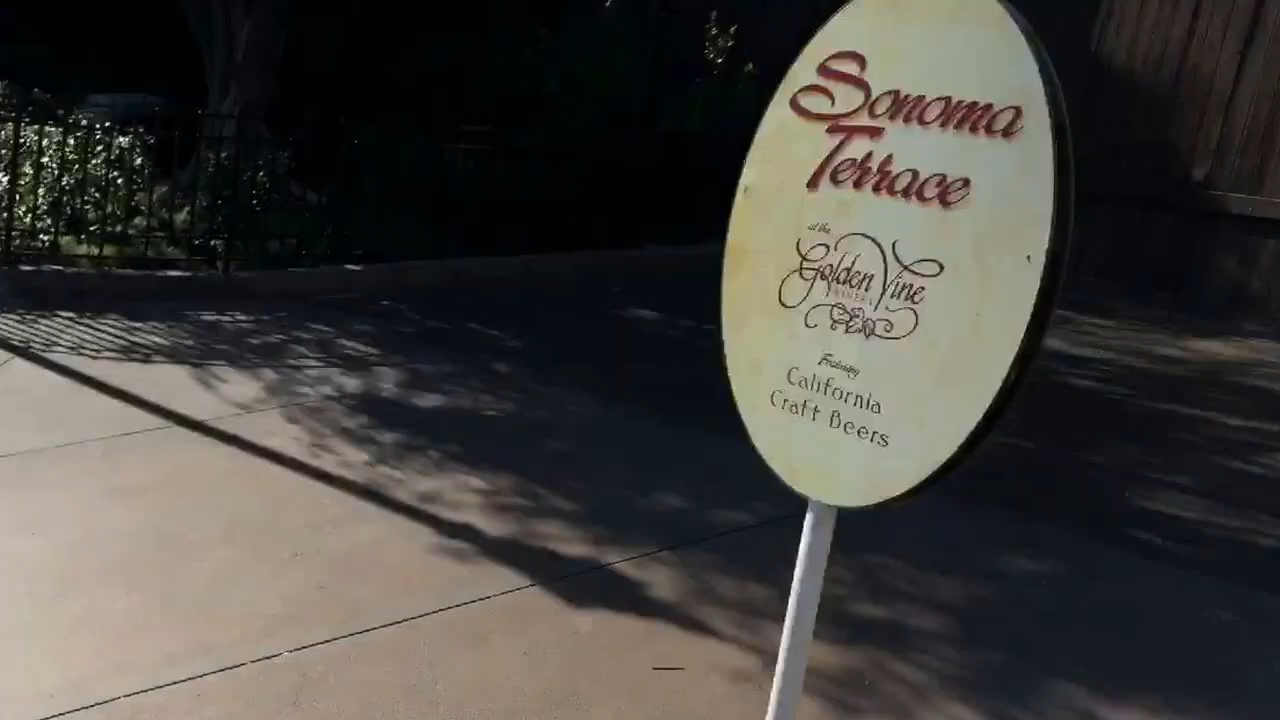 Sonoma
Terrace
at the
Golden Vine
WINERY
Featuring
California
Craft Beers